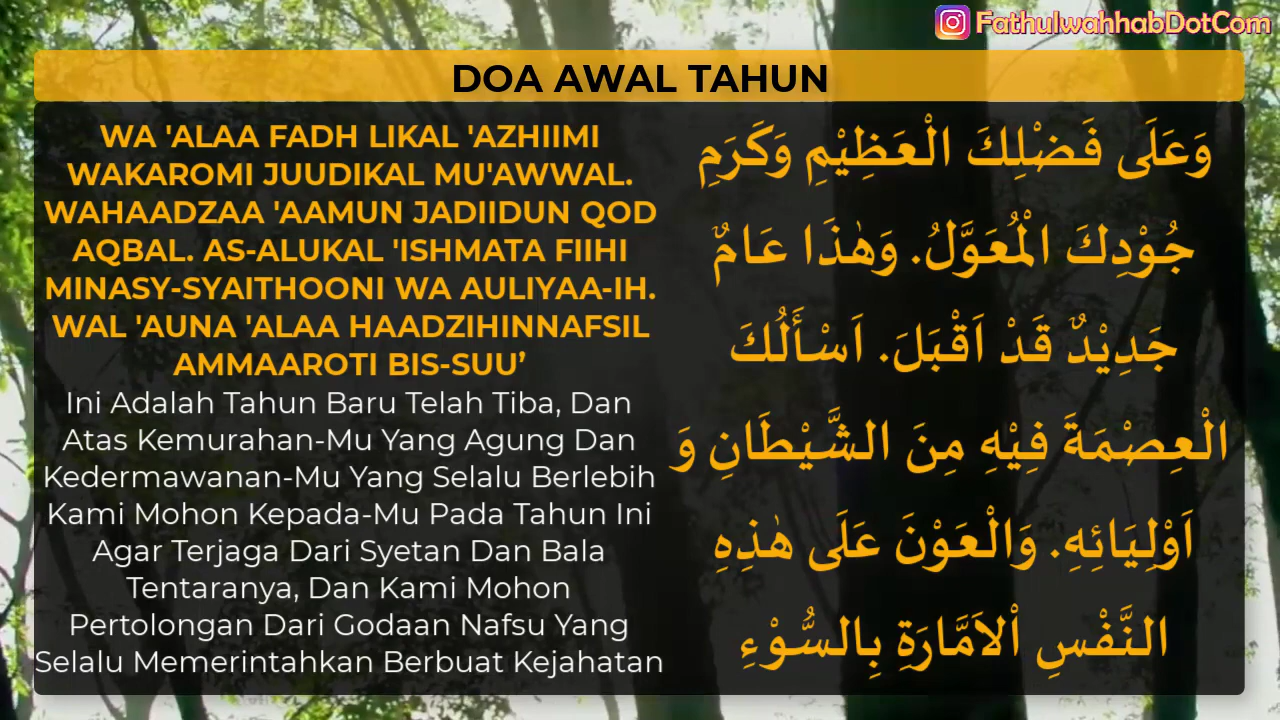 FathulwahhabDotCom
DOA AWAL TAHUN
WA 'ALAA FADH LIKAL 'AZHIIMI
WAKAROMI JUUDIKAL MU'AWWAL.
WAHAADZAA 'AAMUN JADIIDUN QOD
AQBAL. AS-ALUKAL 'ISHMATA FIIHI
MINASY-SYAITHOONI WA AULIYAA-IH.
WAL 'AUNA 'ALAA HAADZIHINNAFSIL
AMMAAROTI BIS-SUU’
Ini Adalah Tahun Baru Telah Tiba, Dan
Atas Kemurahan-Mu Yang Agung Dan
Kedermawanan-Mu Yang Selalu Berlebih
Kami Mohon Kepada-Mu Pada Tahun Ini
Agar Terjaga Dari Syetan Dan Bala
Tentaranya, Dan Kami Mohon
Pertolongan Dari Godaan Nafsu Yang
Selalu Memerintahkan Berbuat Kejahatan
وَعَلَى فَضْلِكَ الْعَظِيْمِ وَكَرَمِ
جُوْدِكَ الْمُعَوَّلُ. وَهٰذَا عَامٌ
جَدِيْدٌ قَدْ اَقْبَلَ. اَسْأَلُكَ
الْعِصْمَةَ فِيْهِ مِنَ الشَّيْطَانِ وَ
اَوْلِيَائِهِ. وَالْعَوْنَ عَلَى هٰذِهِ
النَّفْسِ اْلاَمَّارَةِ بِالسُّوْءِ